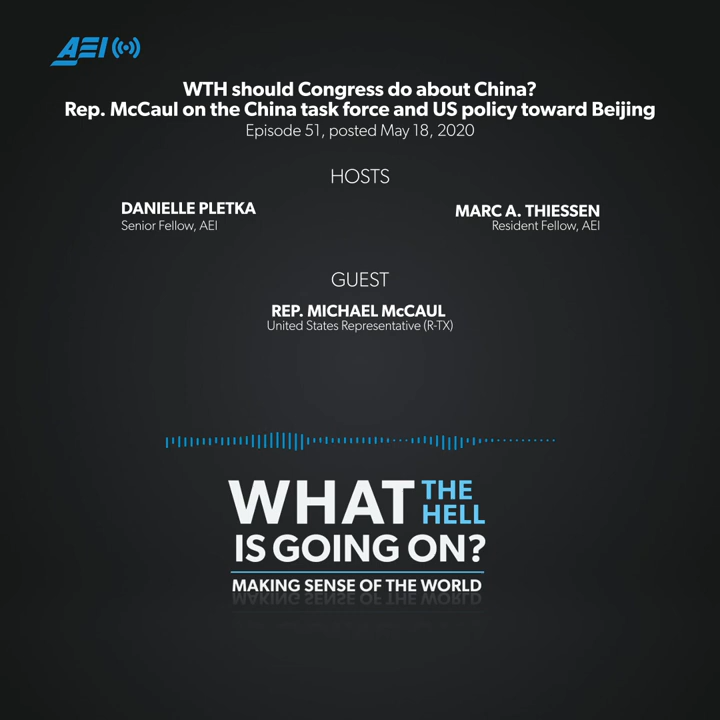 AEI
WTH should Congress do about China?
Rep. McCaul on the China task force and US policy toward Beijing
Episode 51, posted May 18, 2020
HOSTS
DANIELLE PLETKA
Senior Fellow, AEI
MARC A. THIESSEN
Resident Fellow, AEI
GUEST
REP. MICHAEL McCAUL
United States Representative (R-TX)
WHAT THE HELL
IS GOING ON?
MAKING SENSE OF THE WORLD